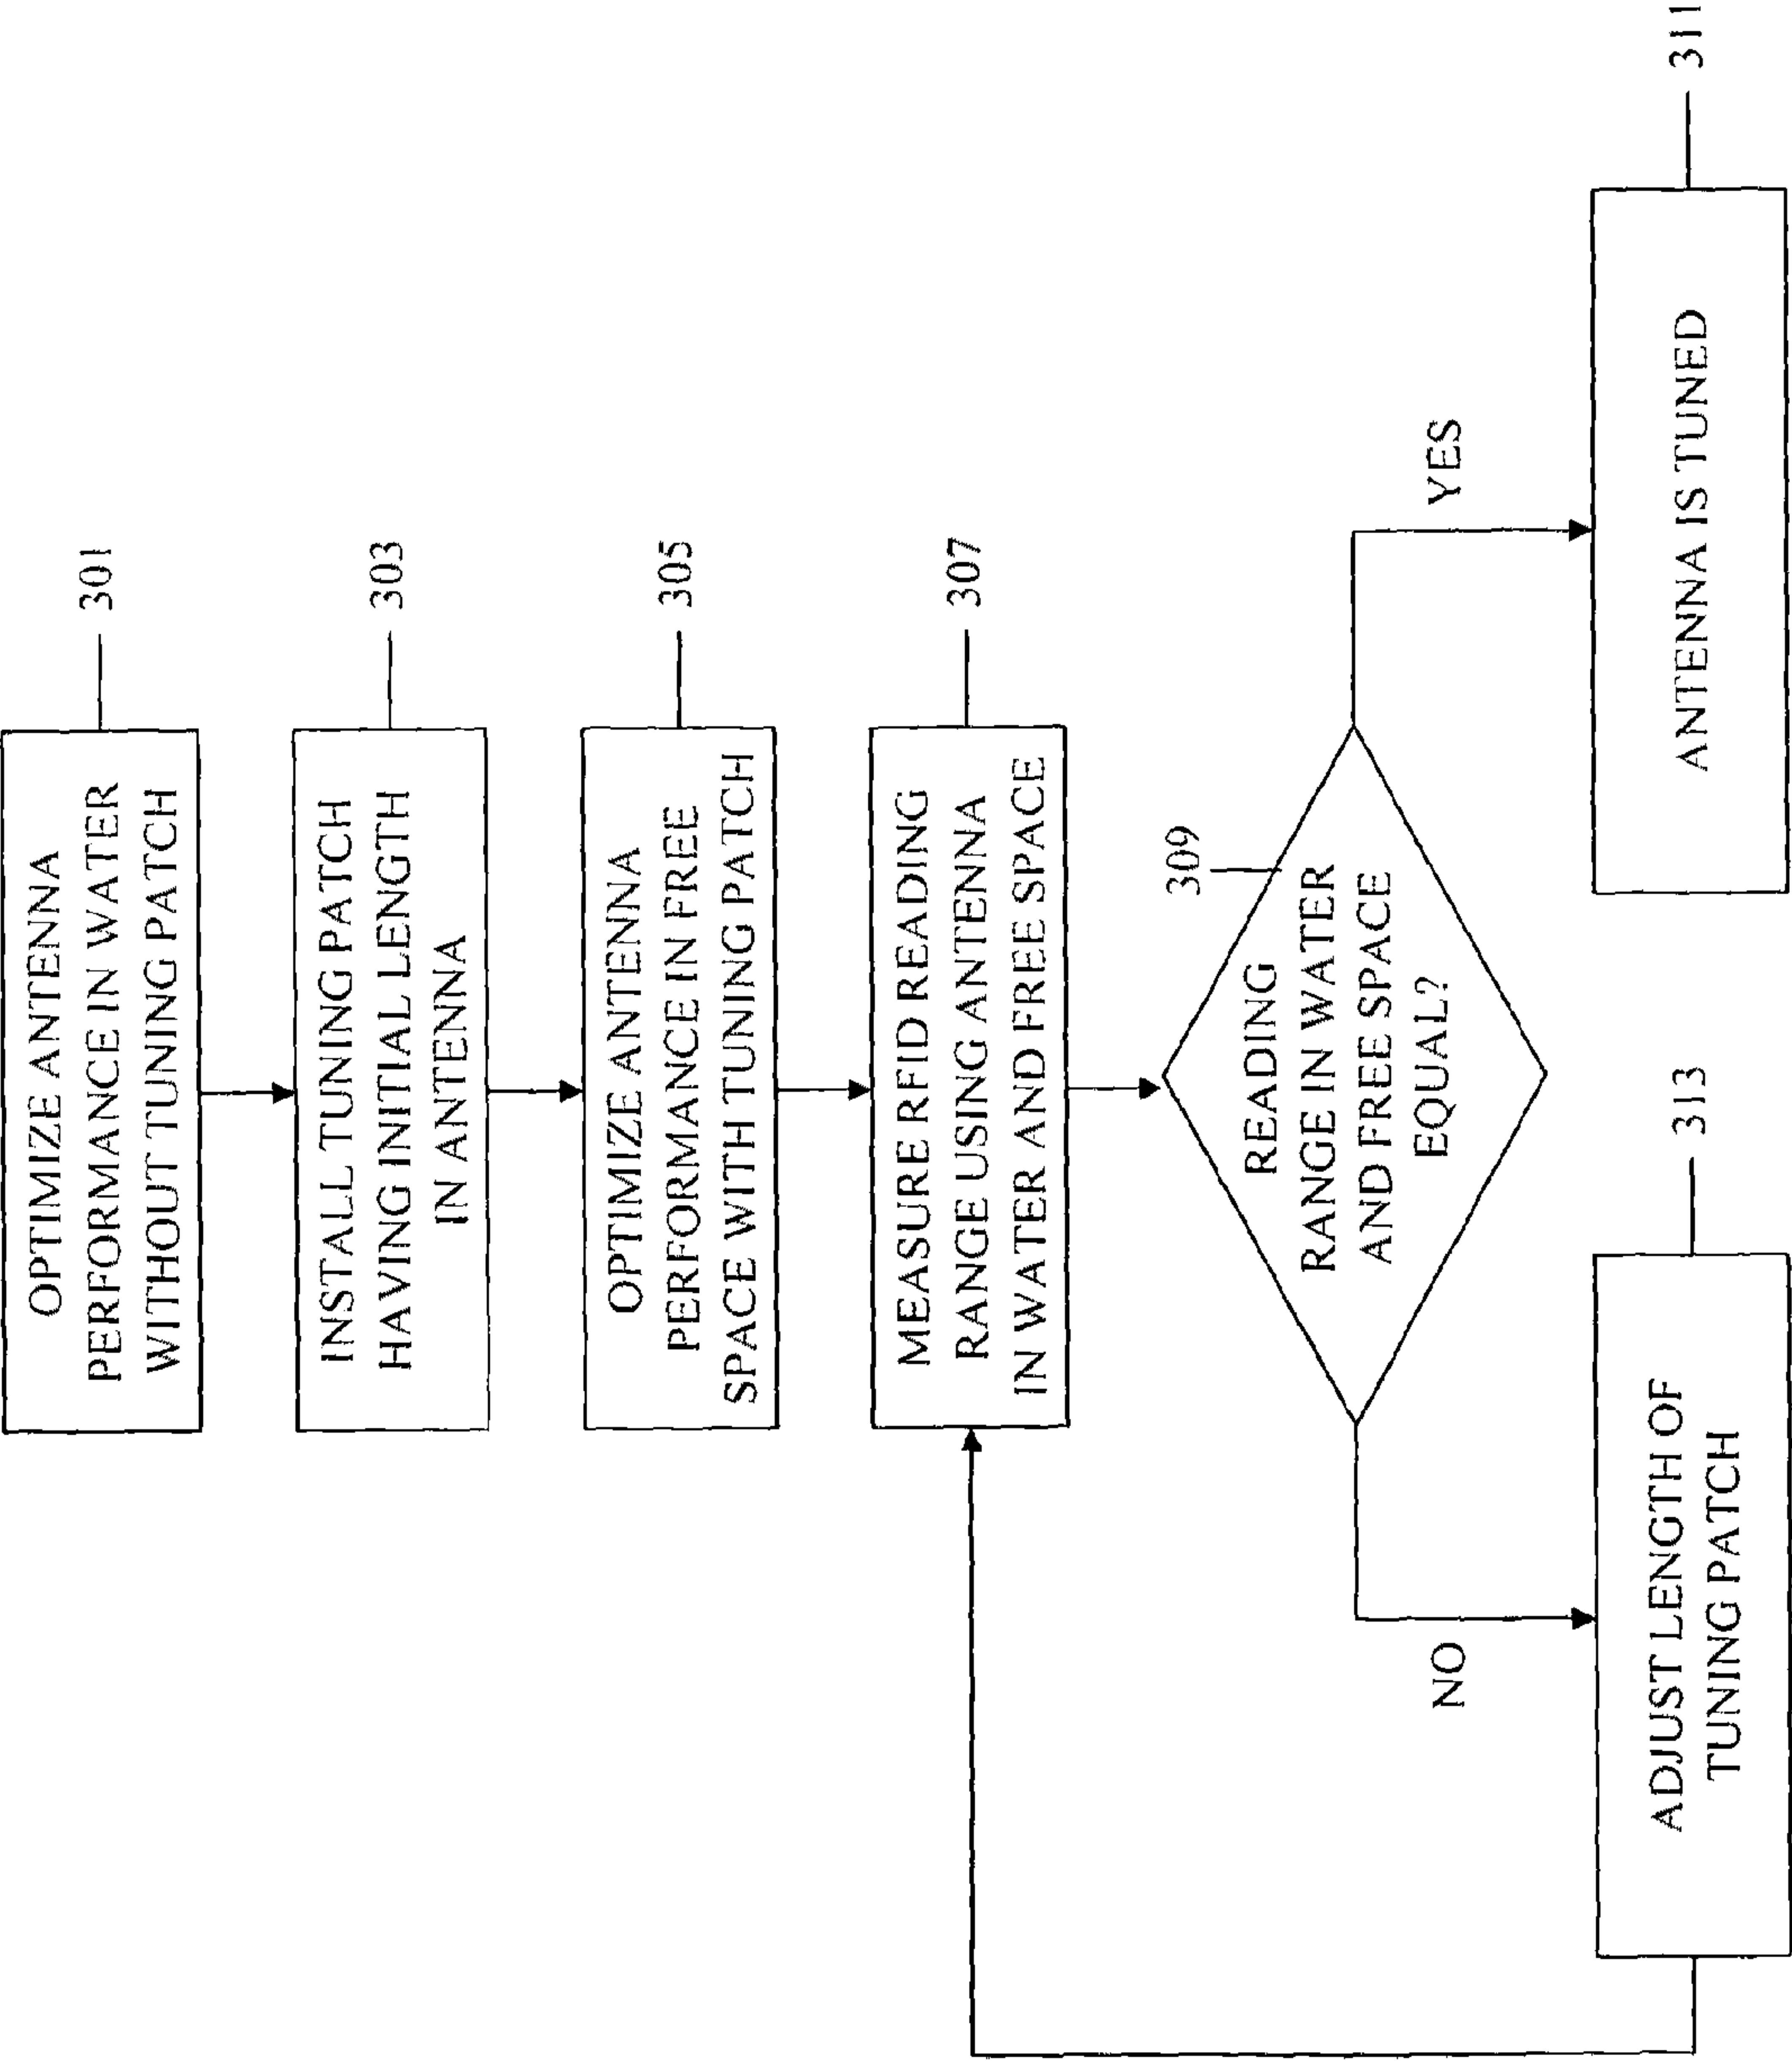 OPTIMIZE ANTENNA
PERFORMANCE IN WATER
WITHOUT TUNING PATCH
301
INSTALL TUNING PATCH
HAVING INITIAL LENGTH
IN ANTENNA
303
OPTIMIZE ANTENNA
PERFORMANCE IN FREE
SPACE WITH TUNING PATCH
305
MEASURE RFID READING
RANGE USING ANTENNA
IN WATER AND FREE SPACE
307
309
READING
RANGE IN WATER
AND FREE SPACE
EQUAL?
NO
YES
ADJUST LENGTH OF
TUNING PATCH
313
ANTENNA IS TUNED
311